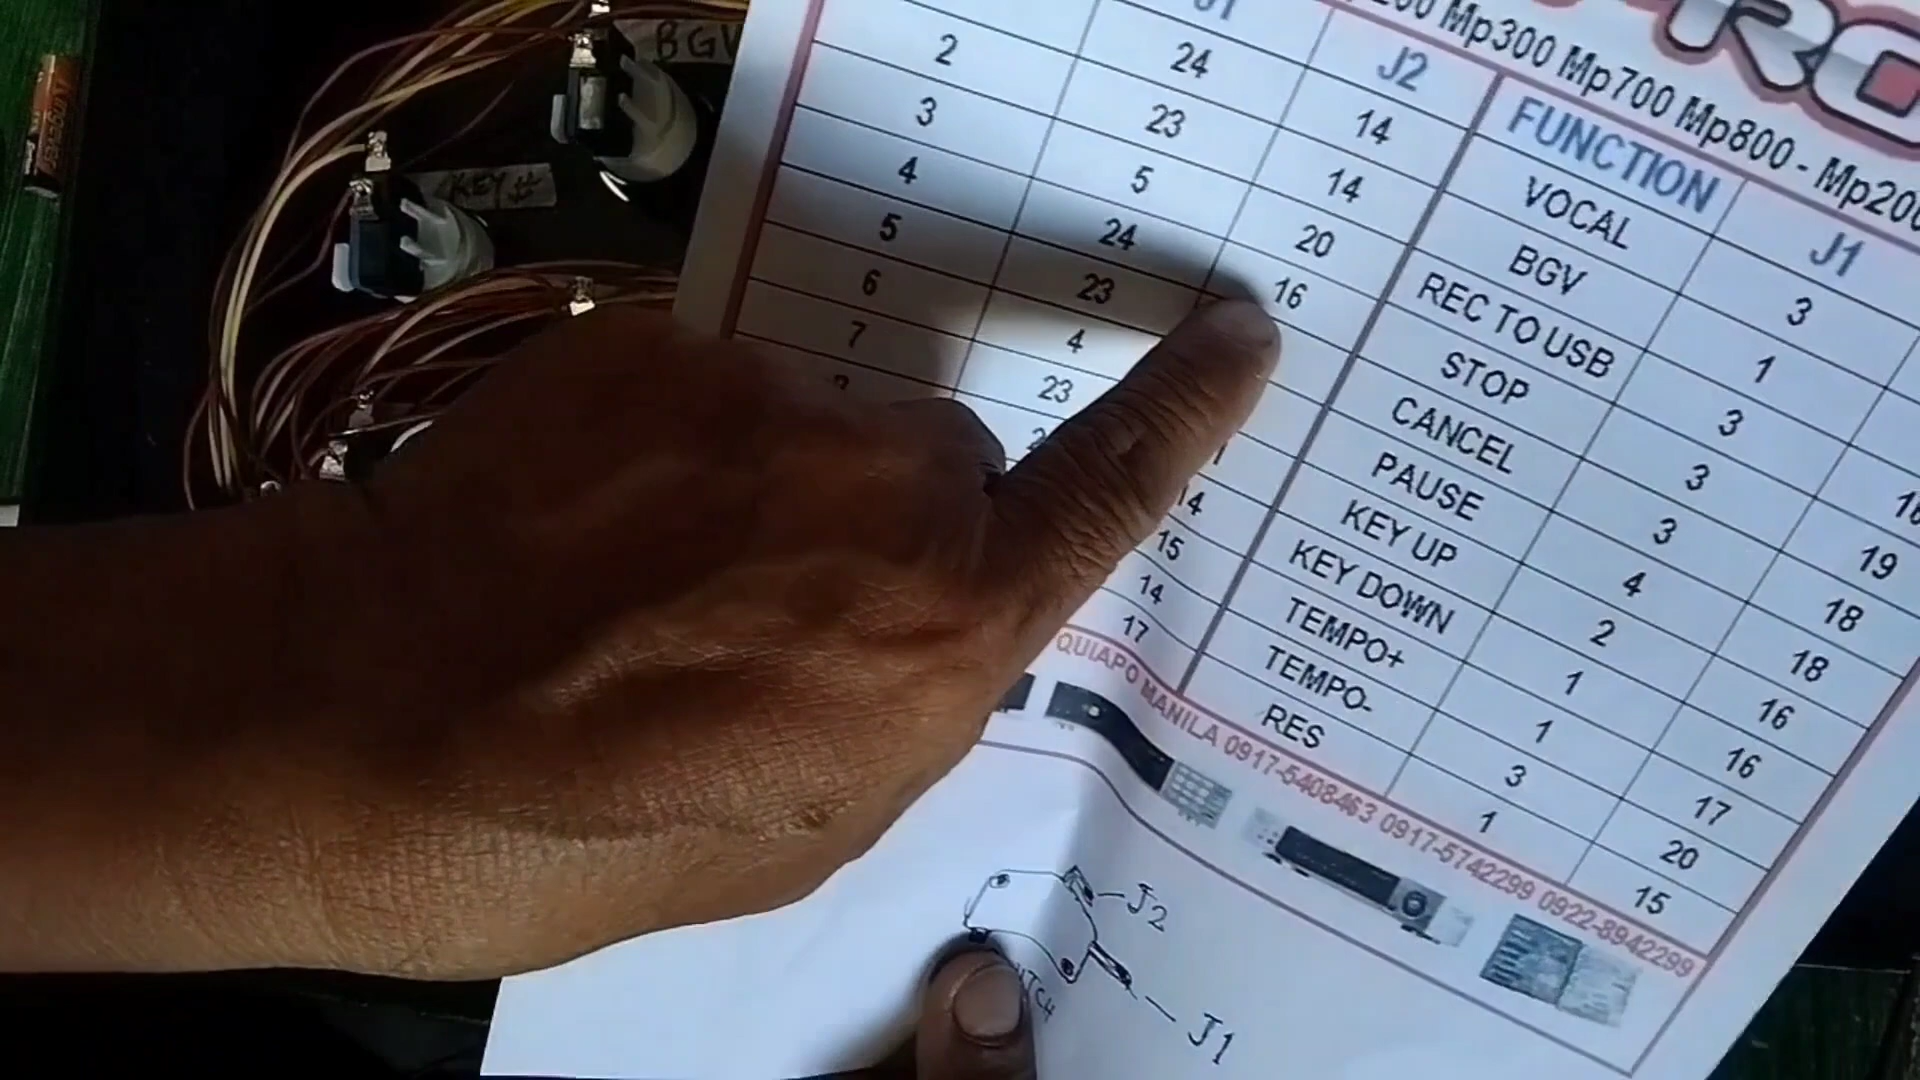 Mp300 Mp700 Mp800 - Mp200
BGV
KEY #
J1 J2 FUNCTION J1
24 14 VOCAL 3
2 23 14 BGV 1
3 5 20 REC TO USB 3
4 24 16 STOP 3 19
5 23 CANCEL 3 18
6 4 PAUSE 4 18
7 23 KEY UP 2 16
14 KEY DOWN 1 16
15 TEMPO+ 1 17
14 TEMPO- 3 20
17 RES 1 15
QUIAPO MANILA 0917-5408463 0917-5742299 0922-8942299
J2
J1